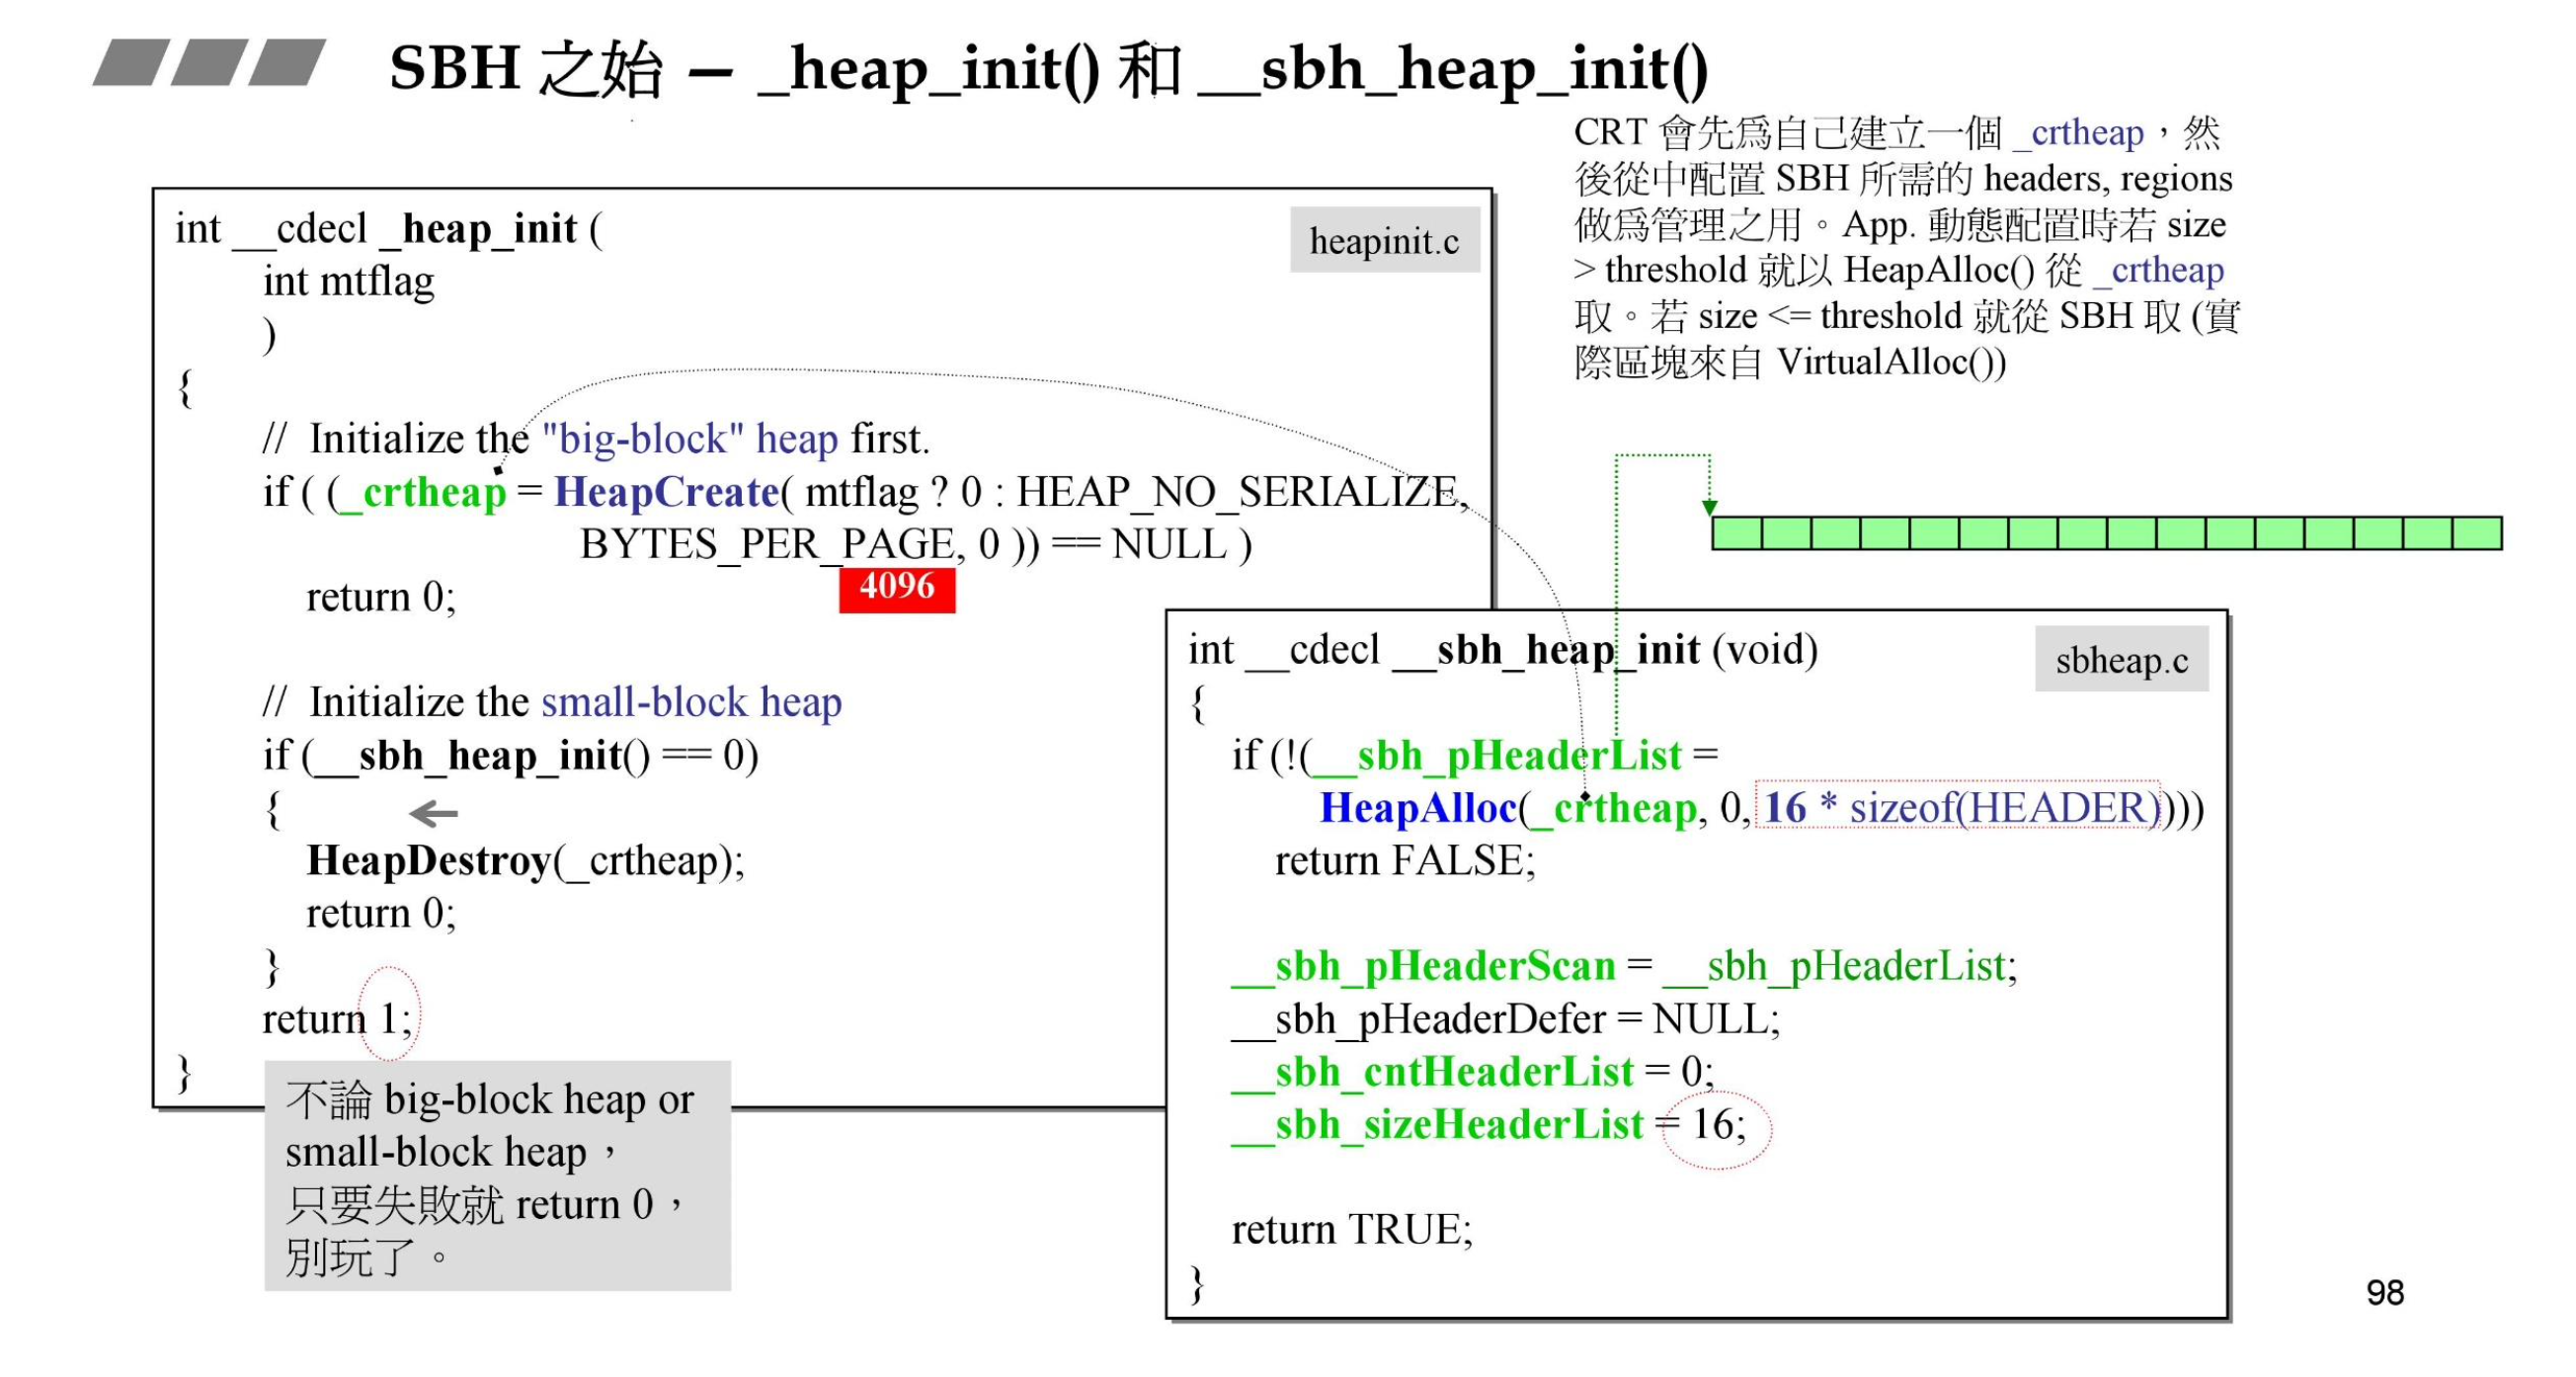 SBH 之始 – _heap_init() 和 __sbh_heap_init()
CRT 會先爲自己建立一個 _crtheap，然
後從中配置 SBH 所需的 headers, regions
做爲管理之用。App. 動態配置時若 size
> threshold 就以 HeapAlloc() 從 _crtheap
取。若 size <= threshold 就從 SBH 取 (實
際區塊來自 VirtualAlloc())
heapinit.c
int __cdecl _heap_init (
int mtflag
)
{
// Initialize the "big-block" heap first.
if ( (_crtheap = HeapCreate( mtflag ? 0 : HEAP_NO_SERIALIZE,
BYTES_PER_PAGE, 0 )) == NULL )
4096
return 0;
// Initialize the small-block heap
if (__sbh_heap_init() == 0)
{
HeapDestroy(_crtheap);
return 0;
}
return 1;
}
不論 big-block heap or
small-block heap，
只要失敗就 return 0，
別玩了。
sbheap.c
int __cdecl __sbh_heap_init (void)
{
if (!(__sbh_pHeaderList =
HeapAlloc(_crtheap, 0, 16 * sizeof(HEADER))))
return FALSE;
__sbh_pHeaderScan = __sbh_pHeaderList;
__sbh_pHeaderDefer = NULL;
__sbh_cntHeaderList = 0;
__sbh_sizeHeaderList = 16;
return TRUE;
}
98